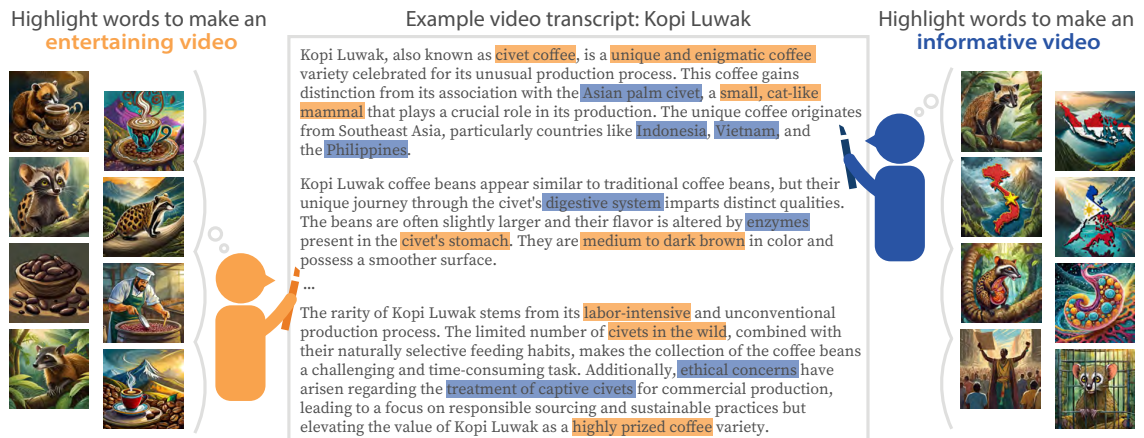 Highlight words to make an
entertaining video
Example video transcript: Kopi Luwak
Highlight words to make an
informative video
Kopi Luwak, also known as civet coffee, is a unique and enigmatic coffee
variety celebrated for its unusual production process. This coffee gains
distinction from its association with the Asian palm civet, a small, cat-like
mammal that plays a crucial role in its production. The unique coffee originates
from Southeast Asia, particularly countries like Indonesia, Vietnam, and
the Philippines.
Kopi Luwak coffee beans appear similar to traditional coffee beans, but their
unique journey through the civet's digestive system imparts distinct qualities.
The beans are often slightly larger and their flavor is altered by enzymes
present in the civet's stomach. They are medium to dark brown in color and
possess a smoother surface.
...
The rarity of Kopi Luwak stems from its labor-intensive and unconventional
production process. The limited number of civets in the wild, combined with
their naturally selective feeding habits, makes the collection of the coffee beans
a challenging and time-consuming task. Additionally, ethical concerns have
arisen regarding the treatment of captive civets for commercial production,
leading to a focus on responsible sourcing and sustainable practices but
elevating the value of Kopi Luwak as a highly prized coffee variety.